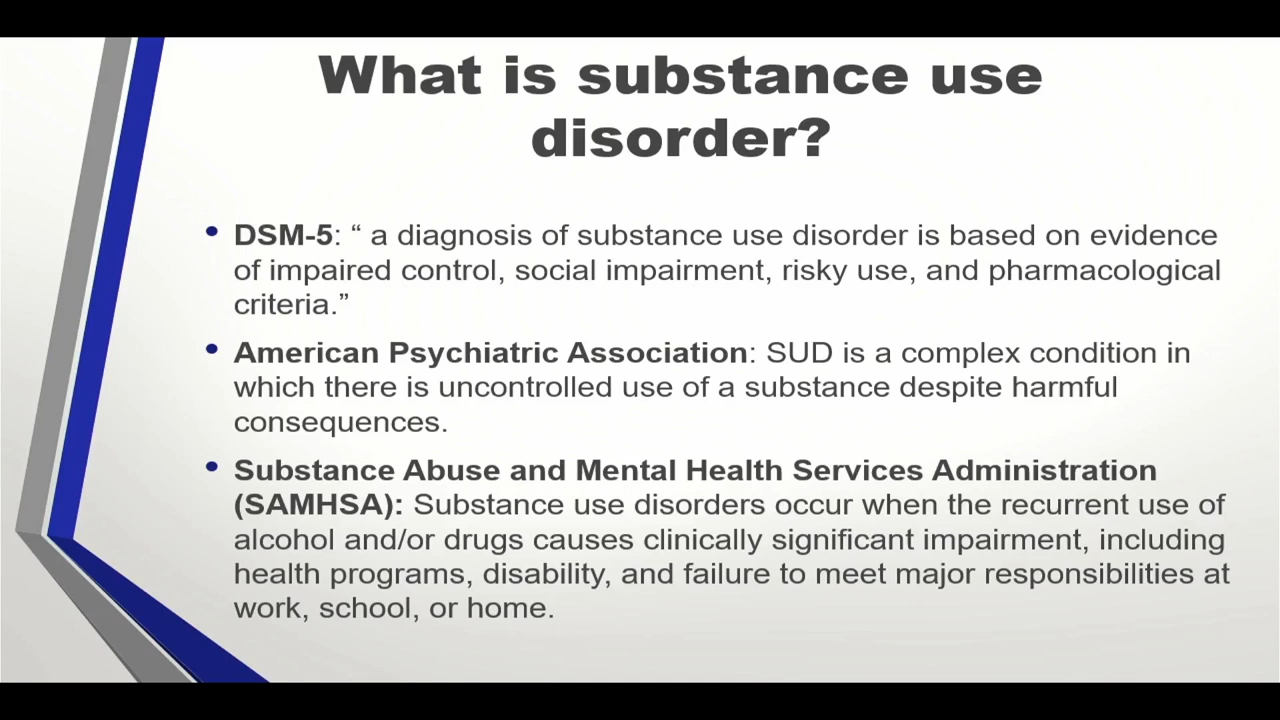 What is substance use
disorder?
• DSM-5: “ a diagnosis of substance use disorder is based on evidence
of impaired control, social impairment, risky use, and pharmacological
criteria.”
• American Psychiatric Association: SUD is a complex condition in
which there is uncontrolled use of a substance despite harmful
consequences.
• Substance Abuse and Mental Health Services Administration
(SAMHSA): Substance use disorders occur when the recurrent use of
alcohol and/or drugs causes clinically significant impairment, including
health programs, disability, and failure to meet major responsibilities at
work, school, or home.